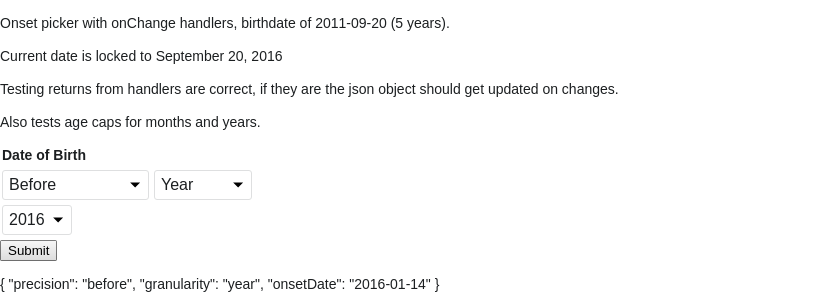 Onset picker with onChange handlers, birthdate of 2011-09-20 (5 years).
Current date is locked to September 20, 2016
Testing returns from handlers are correct, if they are the json object should get updated on changes.
Also tests age caps for months and years.
Date of Birth
Before Year
2016
Submit
{ "precision": "before", "granularity": "year", "onsetDate": "2016-01-14" }